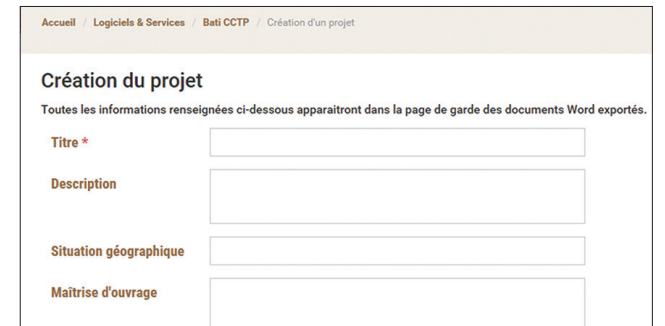 Accueil / Logiciels & Services / Bati CCTP / Création d'un projet
Création du projet
Toutes les informations renseignées ci-dessous apparaitront dans la page de garde des documents Word exportés.
Titre *
Description
Situation géographique
Maîtrise d'ouvrage